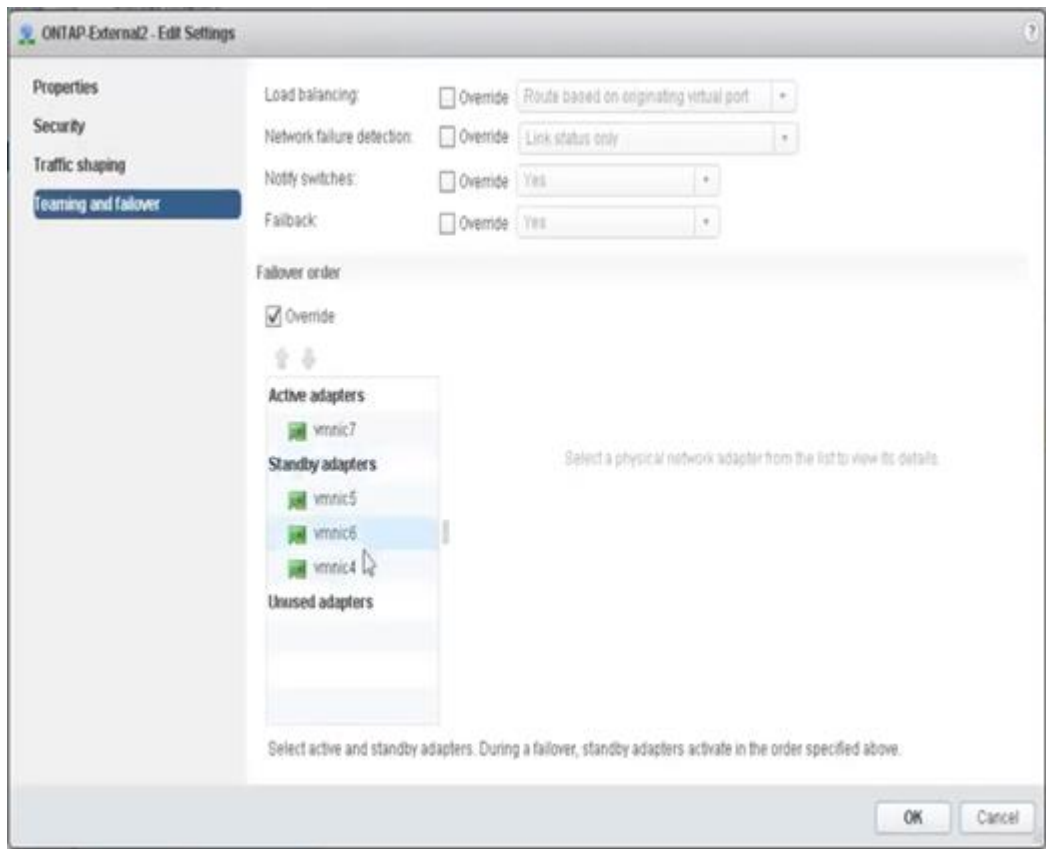 ONTAP-External2 - Edit Settings
?
Properties
Security
Traffic shaping
Teaming and failover
Load balancing:
Override
Route based on originating virtual port
Network failure detection:
Override
Link status only
Notify switches:
Override
Yes
Failback:
Override
Yes
Failover order
Override
Active adapters
vmnic7
Standby adapters
vmnic5
vmnic6
vmnic4
Unused adapters
Select a physical network adapter from the list to view its details.
Select active and standby adapters. During a failover, standby adapters activate in the order specified above.
OK
Cancel